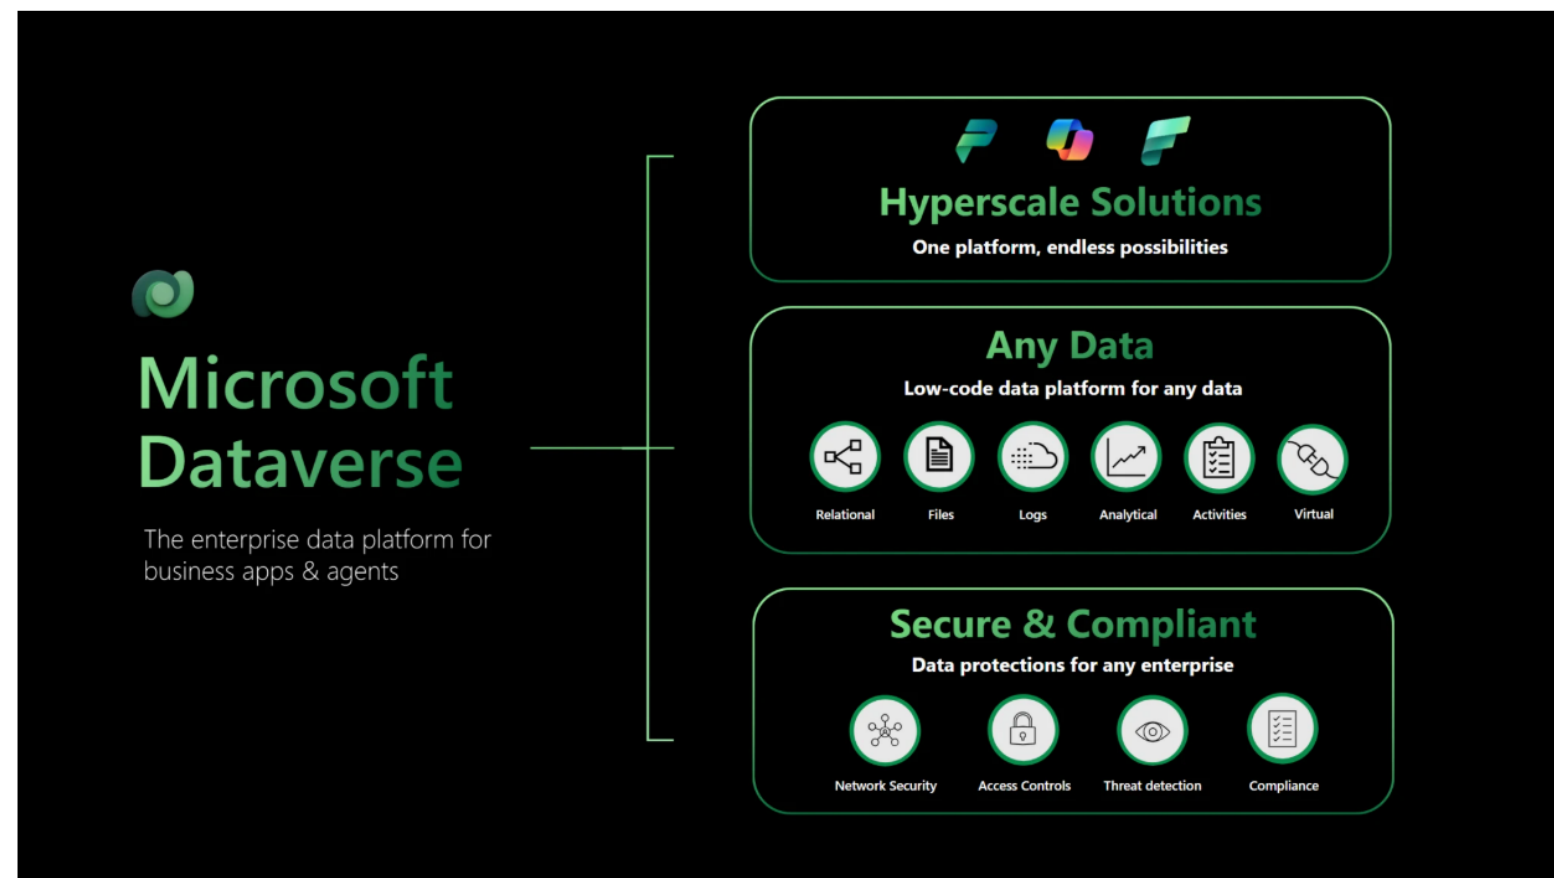 Microsoft
Dataverse
The enterprise data platform for
business apps & agents
Hyperscale Solutions
One platform, endless possibilities
Any Data
Low-code data platform for any data
Relational
Files
Logs
Analytical
Activities
Virtual
Secure & Compliant
Data protections for any enterprise
Network Security
Access Controls
Threat detection
Compliance